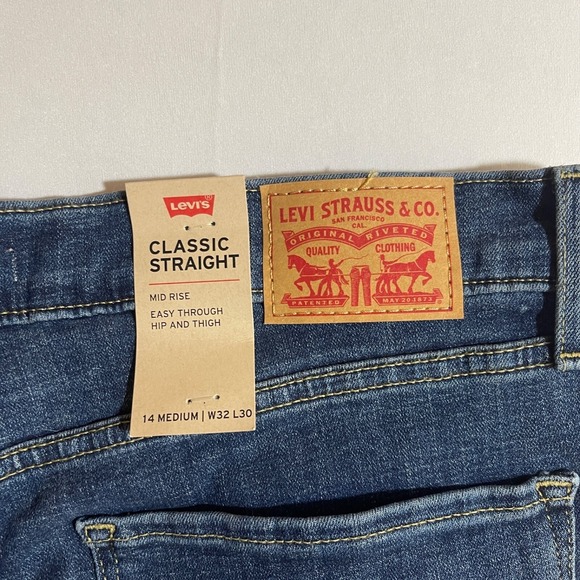 Levi's
CLASSIC
STRAIGHT
MID RISE
EASY THROUGH
HIP AND THIGH
14 MEDIUM | W32 L30
LEVI STRAUSS & CO.
SAN FRANCISCO
CAL.
ORIGINAL RIVETED
QUALITY CLOTHING
PATENTED MAY 20 1873